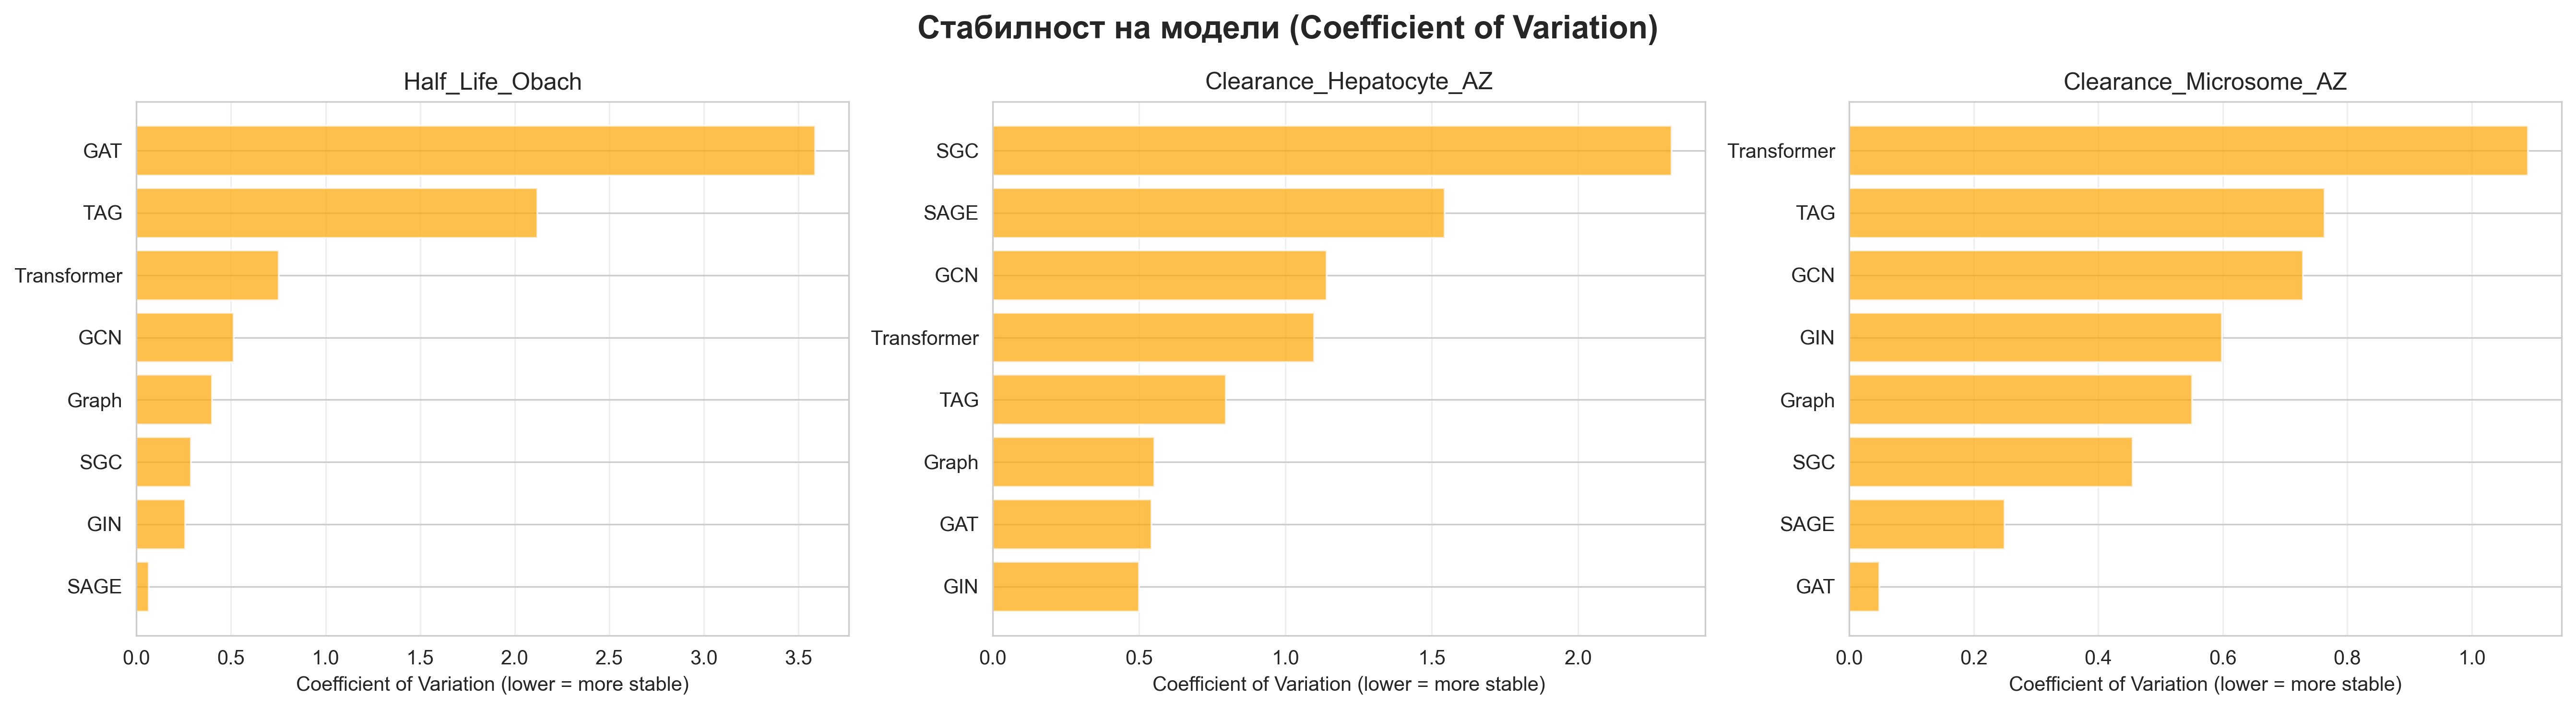 Стабилност на модели (Coefficient of Variation)
Half_Life_Obach
GAT
TAG
Transformer
GCN
Graph
SGC
GIN
SAGE
0.0 0.5 1.0 1.5 2.0 2.5 3.0 3.5
Coefficient of Variation (lower = more stable)
Clearance_Hepatocyte_AZ
SGC
SAGE
GCN
Transformer
TAG
Graph
GAT
GIN
0.0 0.5 1.0 1.5 2.0
Coefficient of Variation (lower = more stable)
Clearance_Microsome_AZ
Transformer
TAG
GCN
GIN
Graph
SGC
SAGE
GAT
0.0 0.2 0.4 0.6 0.8 1.0
Coefficient of Variation (lower = more stable)